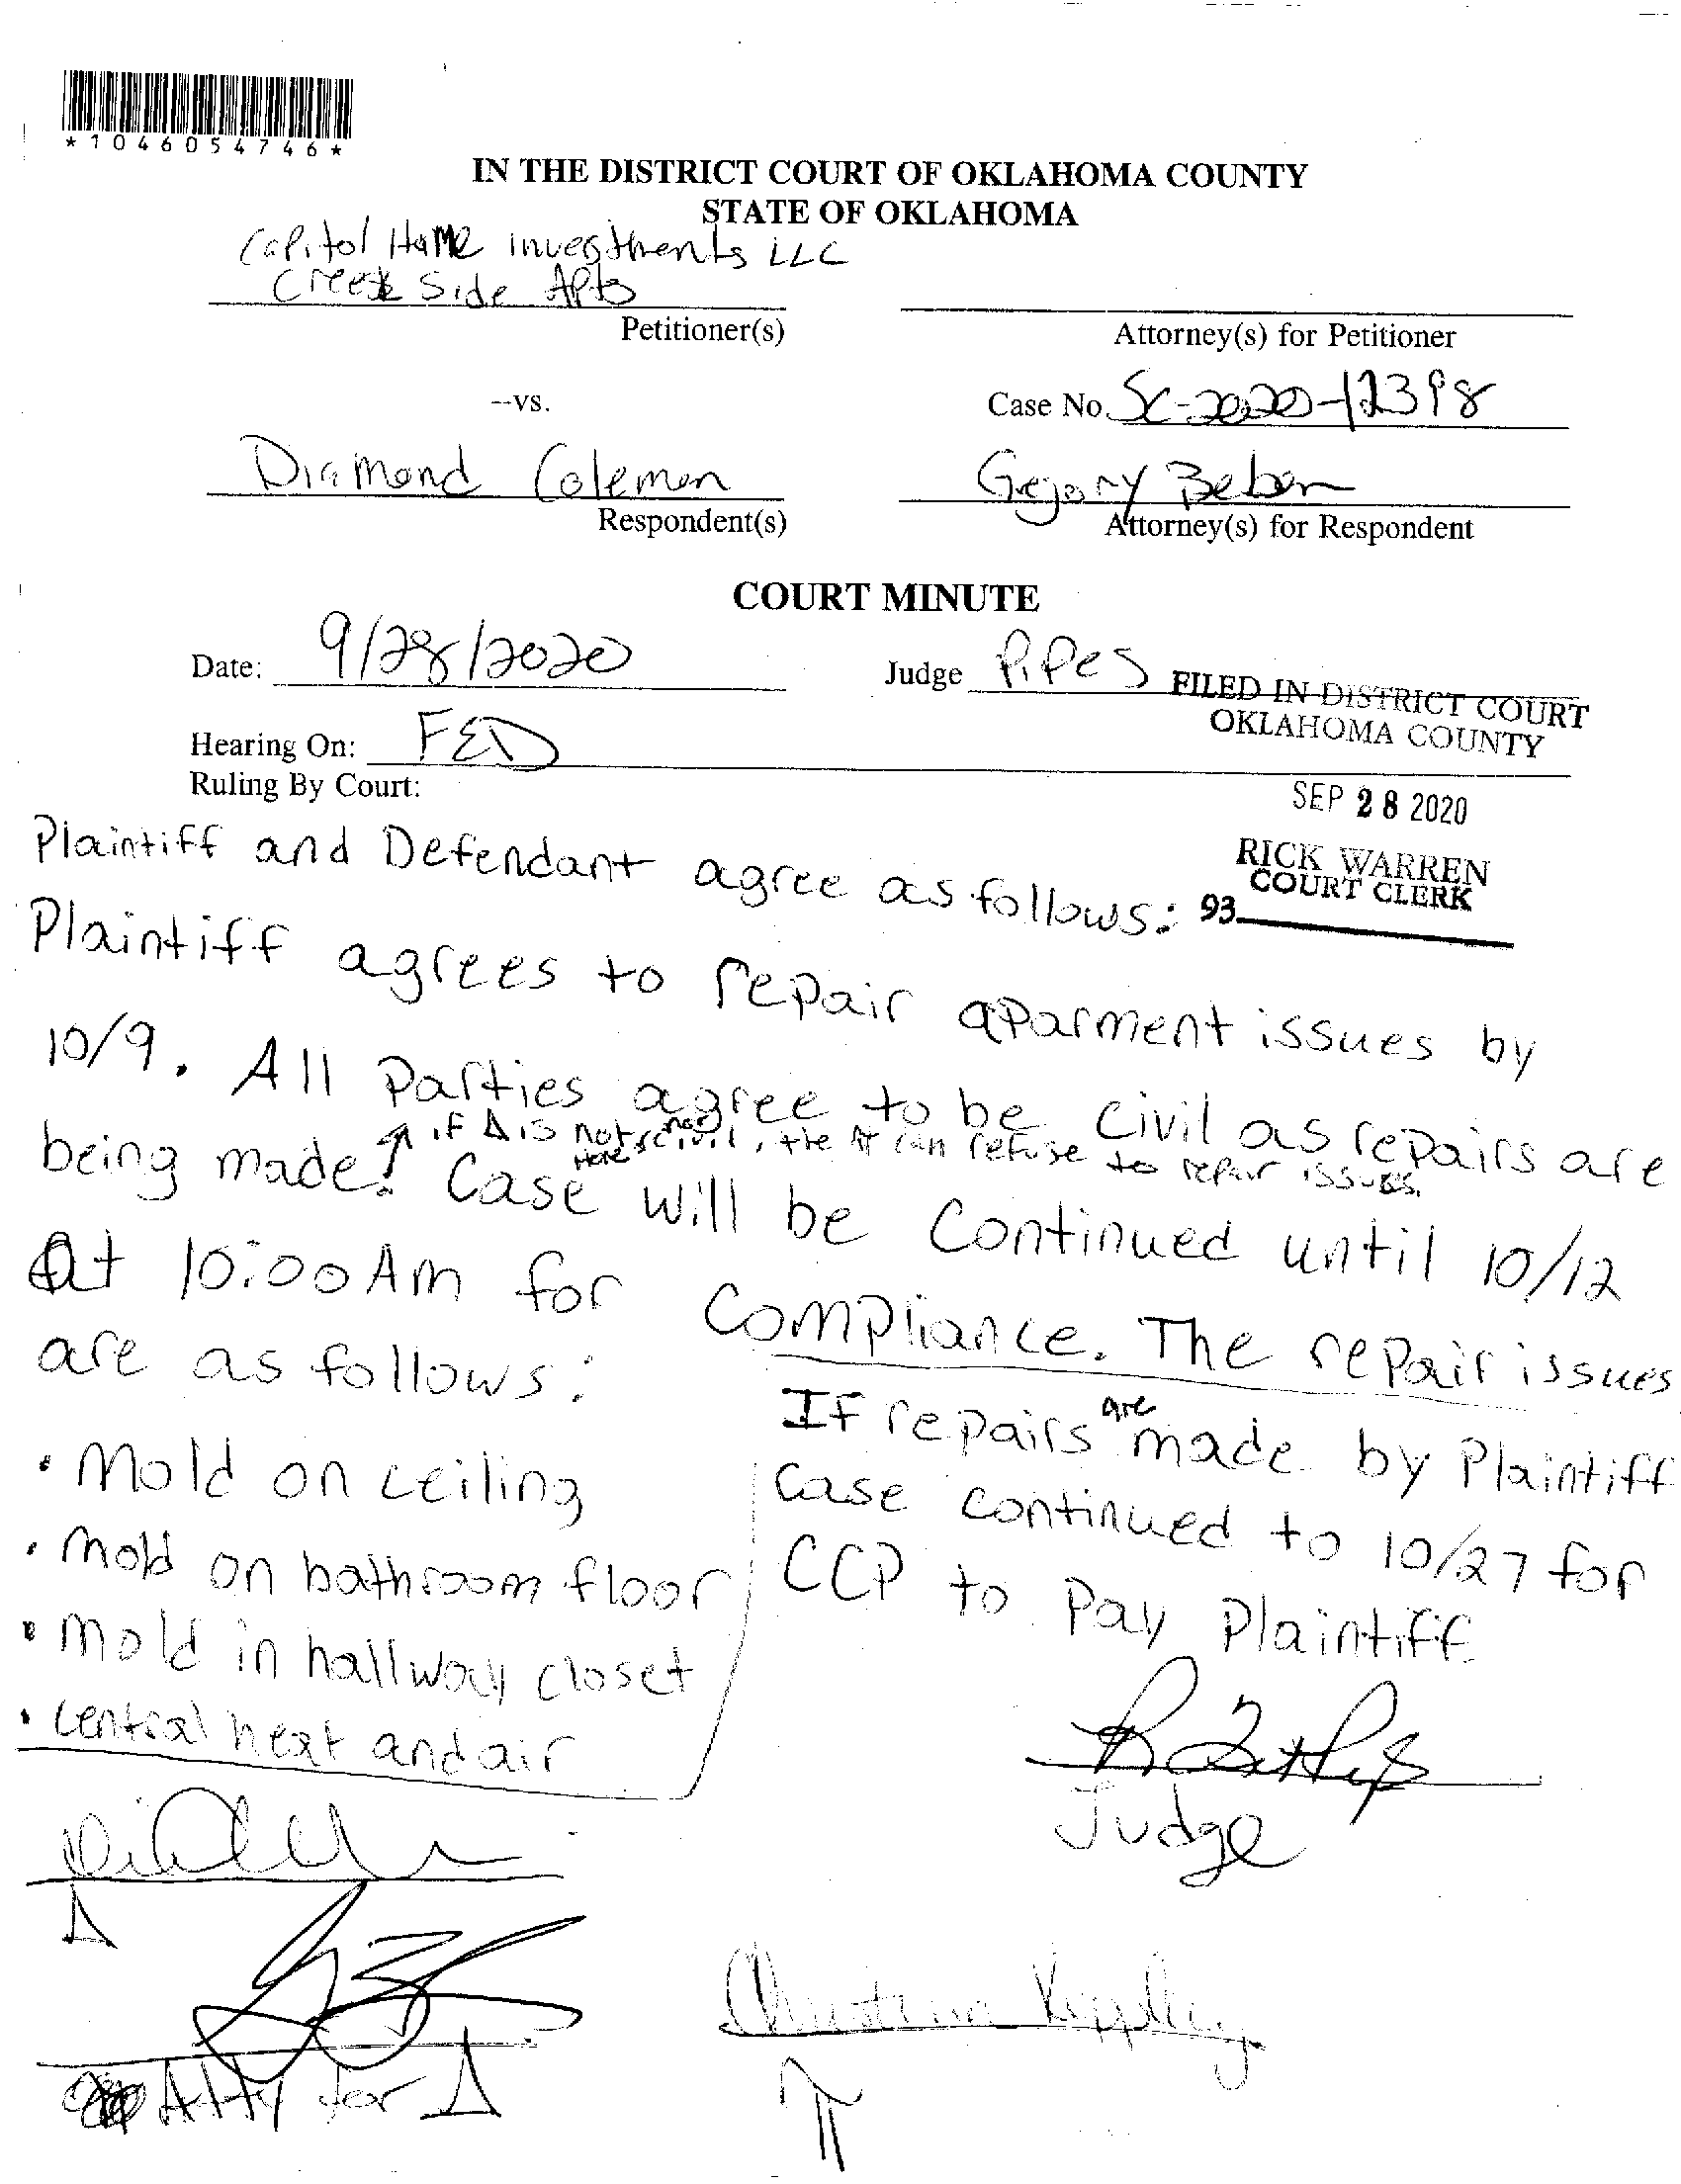 *1046054746*
IN THE DISTRICT COURT OF OKLAHOMA COUNTY
STATE OF OKLAHOMA
Capitol Home investments LLC
Creek Side Apts
Petitioner(s)
Attorney(s) for Petitioner
--vs.
Case No. SC-2020-12398
Diamond Coleman
Respondent(s)
Gregory Beben
Attorney(s) for Respondent
COURT MINUTE
Date: 9/28/2020
Judge Pipes
FILED IN DISTRICT COURT
OKLAHOMA COUNTY
Hearing On: FED
Ruling By Court:
SEP 28 2020
RICK WARREN
COURT CLERK
93
Plaintiff and Defendant agree as follows:
Plaintiff agrees to repair aparment issues by
10/9. All Parties agree to be civil as repairs are
being made. Case will be continued until 10/12
if Δ is not civil, the π can refuse to repair issues.
At 10:00 Am for compliance. The repair issues
are as follows:
• Mold on ceiling
• Mold on bathroom floor
• Mold in hallway closet
• Central heat and air
If repairs are made by Plaintiff
Case continued to 10/27 for
CCP to Pay Plaintiff
Judge
Δ
Atty for Δ
Christina
π